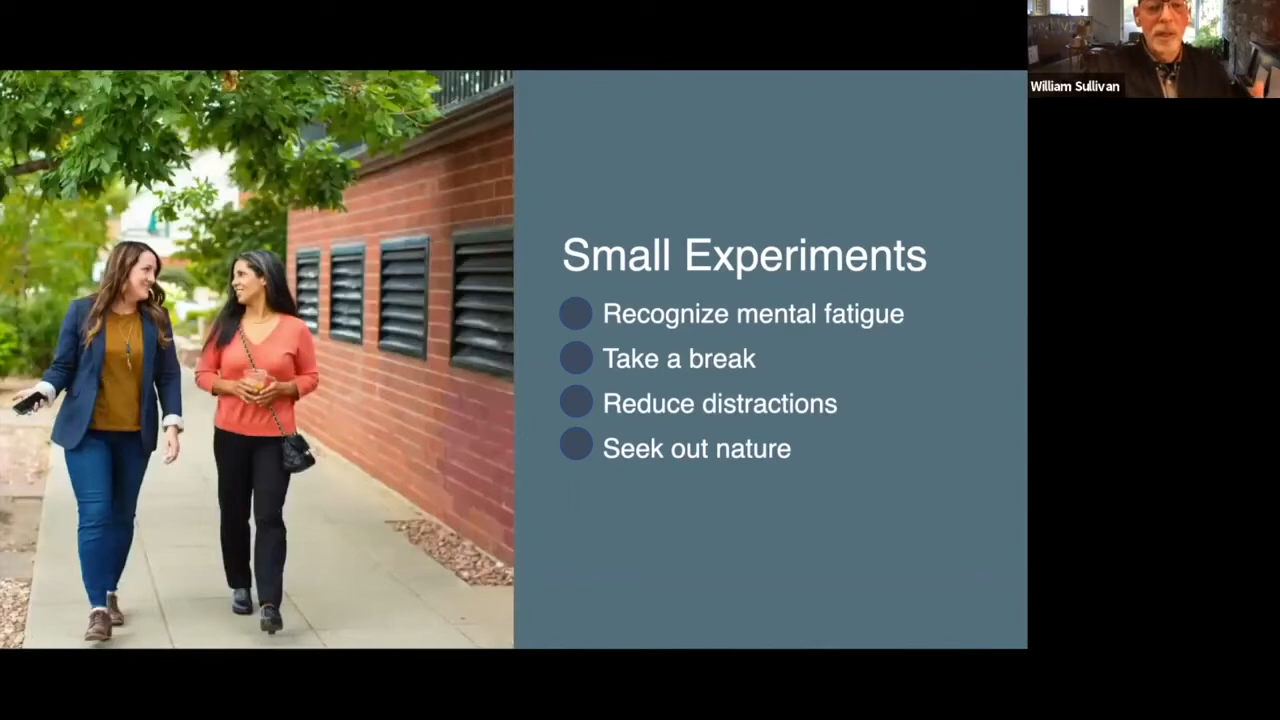 William Sullivan
Small Experiments
Recognize mental fatigue
Take a break
Reduce distractions
Seek out nature